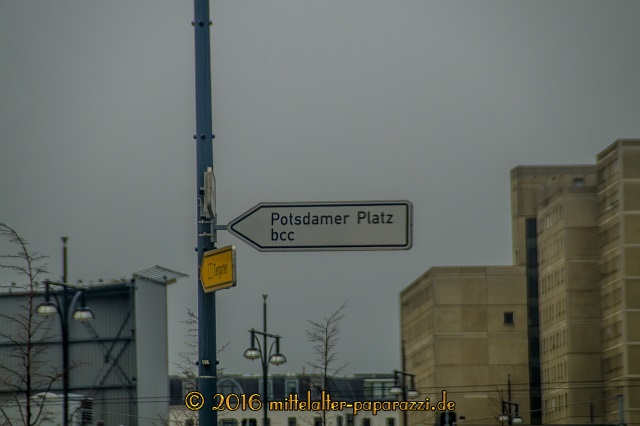 Potsdamer Platz
bcc
© 2016 mittelalter-paparazzi.de